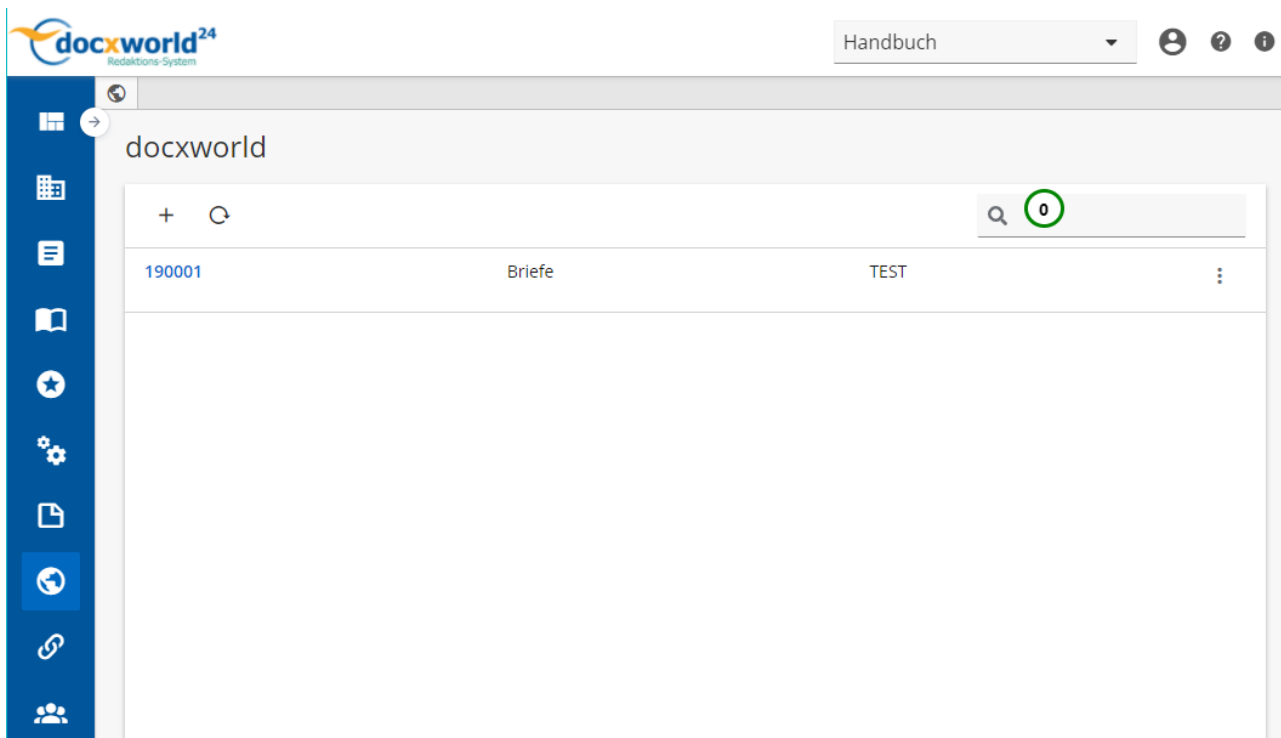 docxworld24
Redaktions-System
Handbuch
docxworld
0
190001 Briefe TEST